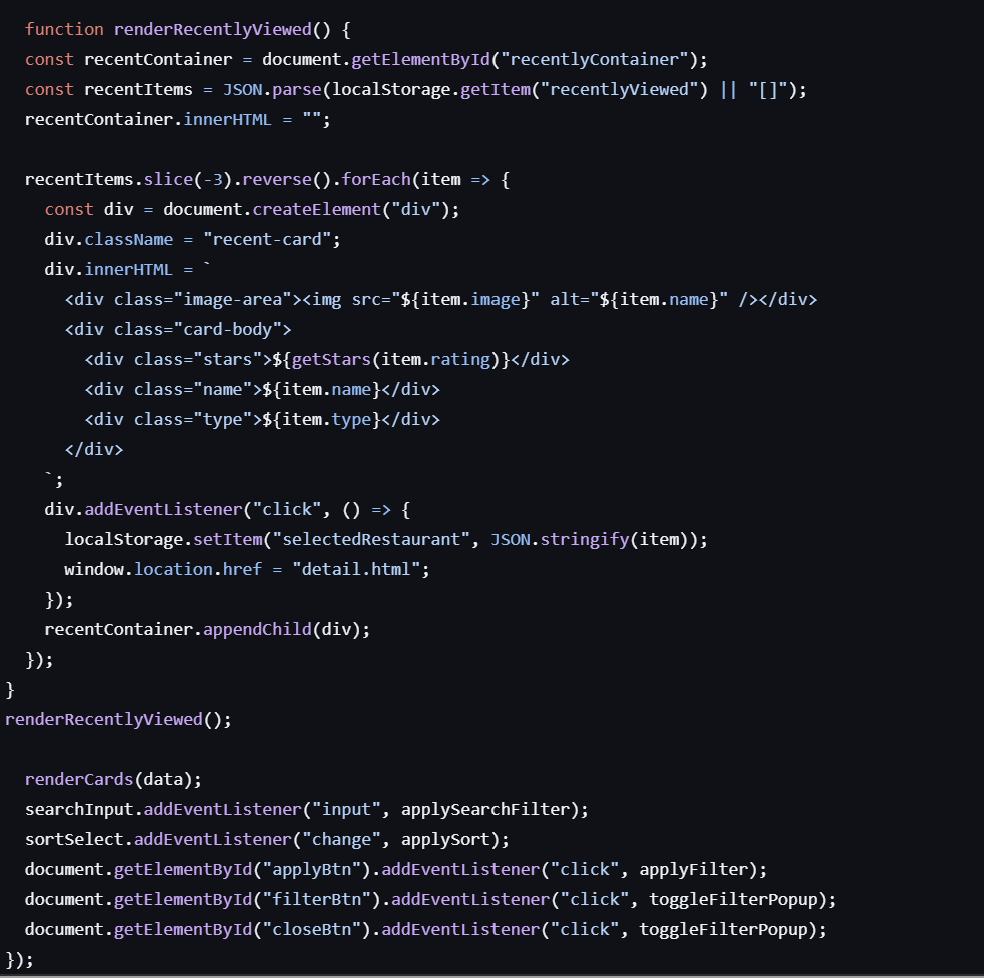 function renderRecentlyViewed() {
const recentContainer = document.getElementById("recentlyContainer");
const recentItems = JSON.parse(localStorage.getItem("recentlyViewed") || "[]");
recentContainer.innerHTML = "";
recentItems.slice(-3).reverse().forEach(item => {
const div = document.createElement("div");
div.className = "recent-card";
div.innerHTML = `
<div class="image-area"><img src="${item.image}" alt="${item.name}" /></div>
<div class="card-body">
<div class="stars">${getStars(item.rating)}</div>
<div class="name">${item.name}</div>
<div class="type">${item.type}</div>
</div>
`;
div.addEventListener("click", () => {
localStorage.setItem("selectedRestaurant", JSON.stringify(item));
window.location.href = "detail.html";
});
recentContainer.appendChild(div);
});
}
renderRecentlyViewed();
renderCards(data);
searchInput.addEventListener("input", applySearchFilter);
sortSelect.addEventListener("change", applySort);
document.getElementById("applyBtn").addEventListener("click", applyFilter);
document.getElementById("filterBtn").addEventListener("click", toggleFilterPopup);
document.getElementById("closeBtn").addEventListener("click", toggleFilterPopup);
});